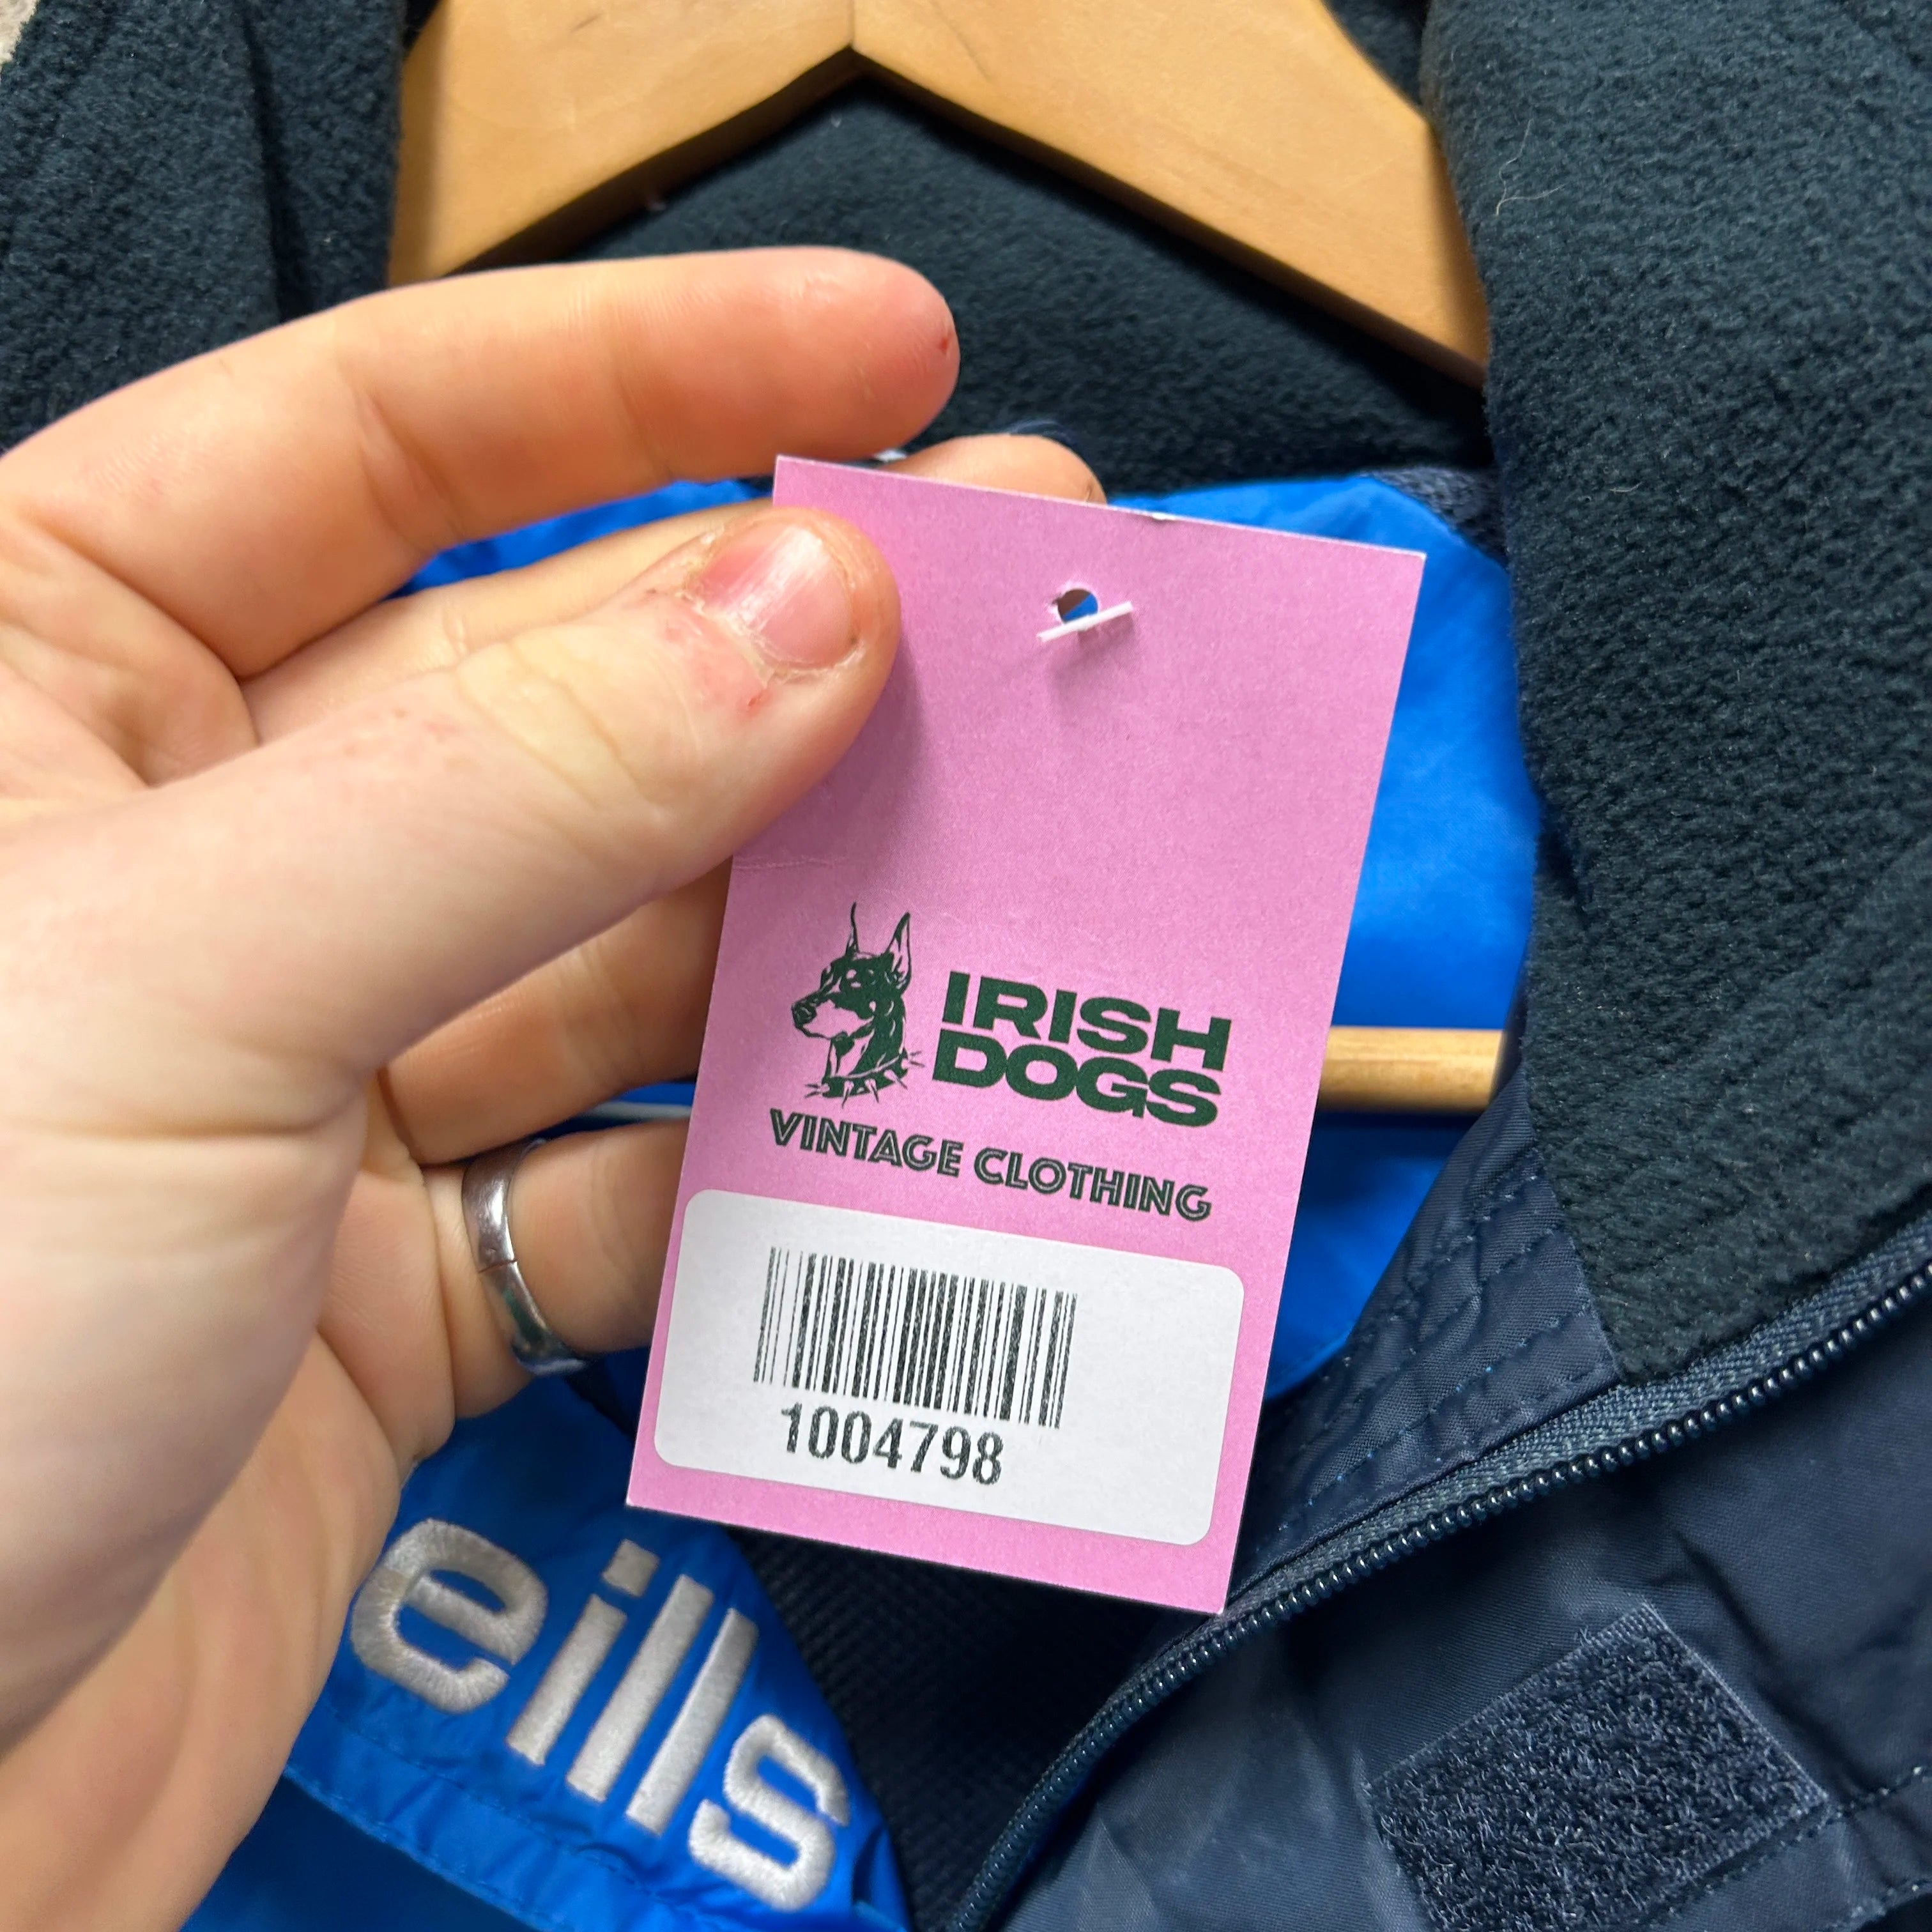 IRISH
DOGS
VINTAGE CLOTHING
1004798
eills